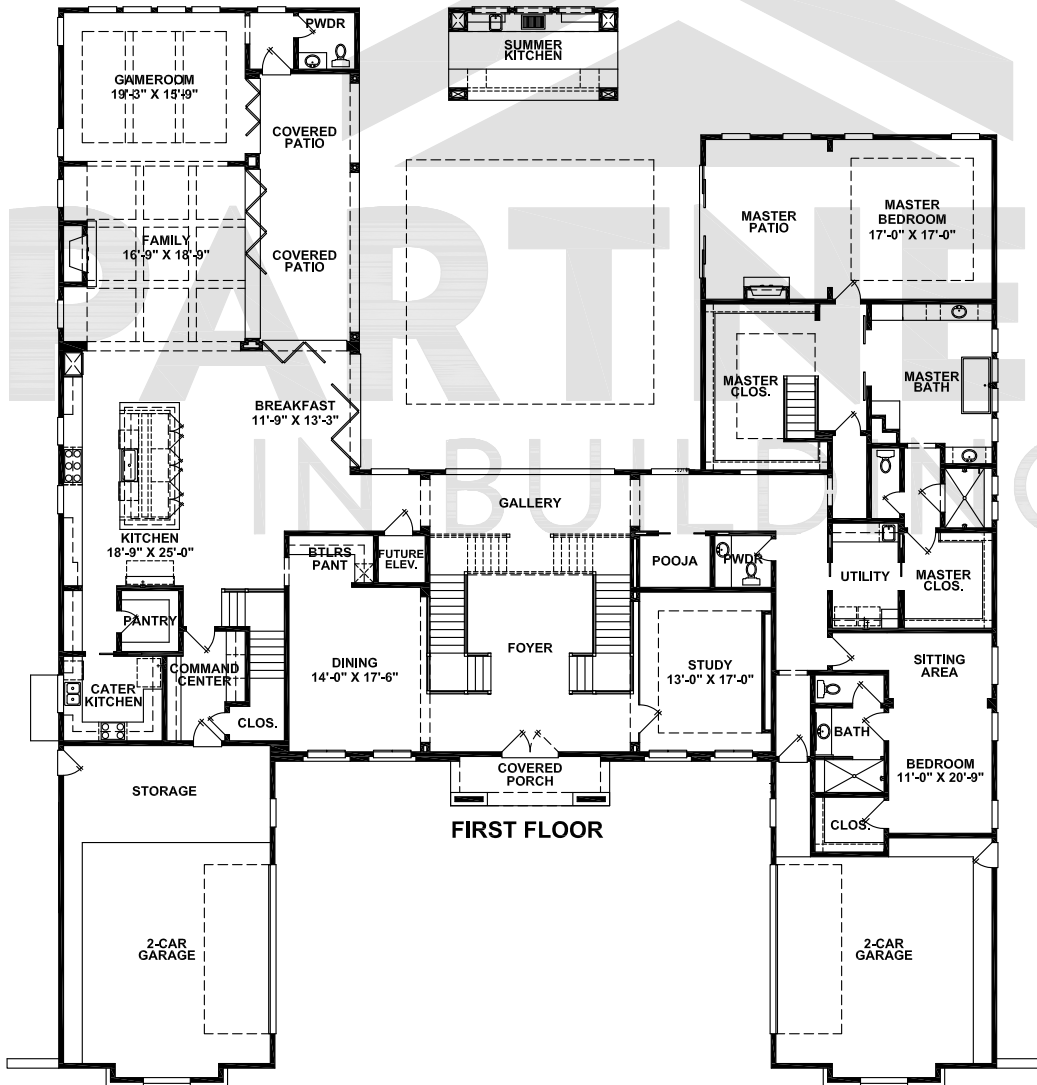 PWDR
SUMMER
KITCHEN
GAMEROOM
19'-3" X 15'-9"
COVERED
PATIO
MASTER
PATIO
MASTER
BEDROOM
17'-0" X 17'-0"
FAMILY
16'-9" X 18'-9"
COVERED
PATIO
PARTNE
MASTER
CLOS.
MASTER
BATH
BREAKFAST
11'-9" X 13'-3"
IN BUILDING
GALLERY
KITCHEN
18'-9" X 25'-0"
BTLRS
PANT
FUTURE
ELEV.
POOJA
PWDR
UTILITY
MASTER
CLOS.
PANTRY
FOYER
COMMAND
CENTER
DINING
14'-0" X 17'-6"
STUDY
13'-0" X 17'-0"
SITTING
AREA
CATER
KITCHEN
CLOS.
BATH
BEDROOM
11'-0" X 20'-9"
COVERED
PORCH
STORAGE
FIRST FLOOR
CLOS.
2-CAR
GARAGE
2-CAR
GARAGE